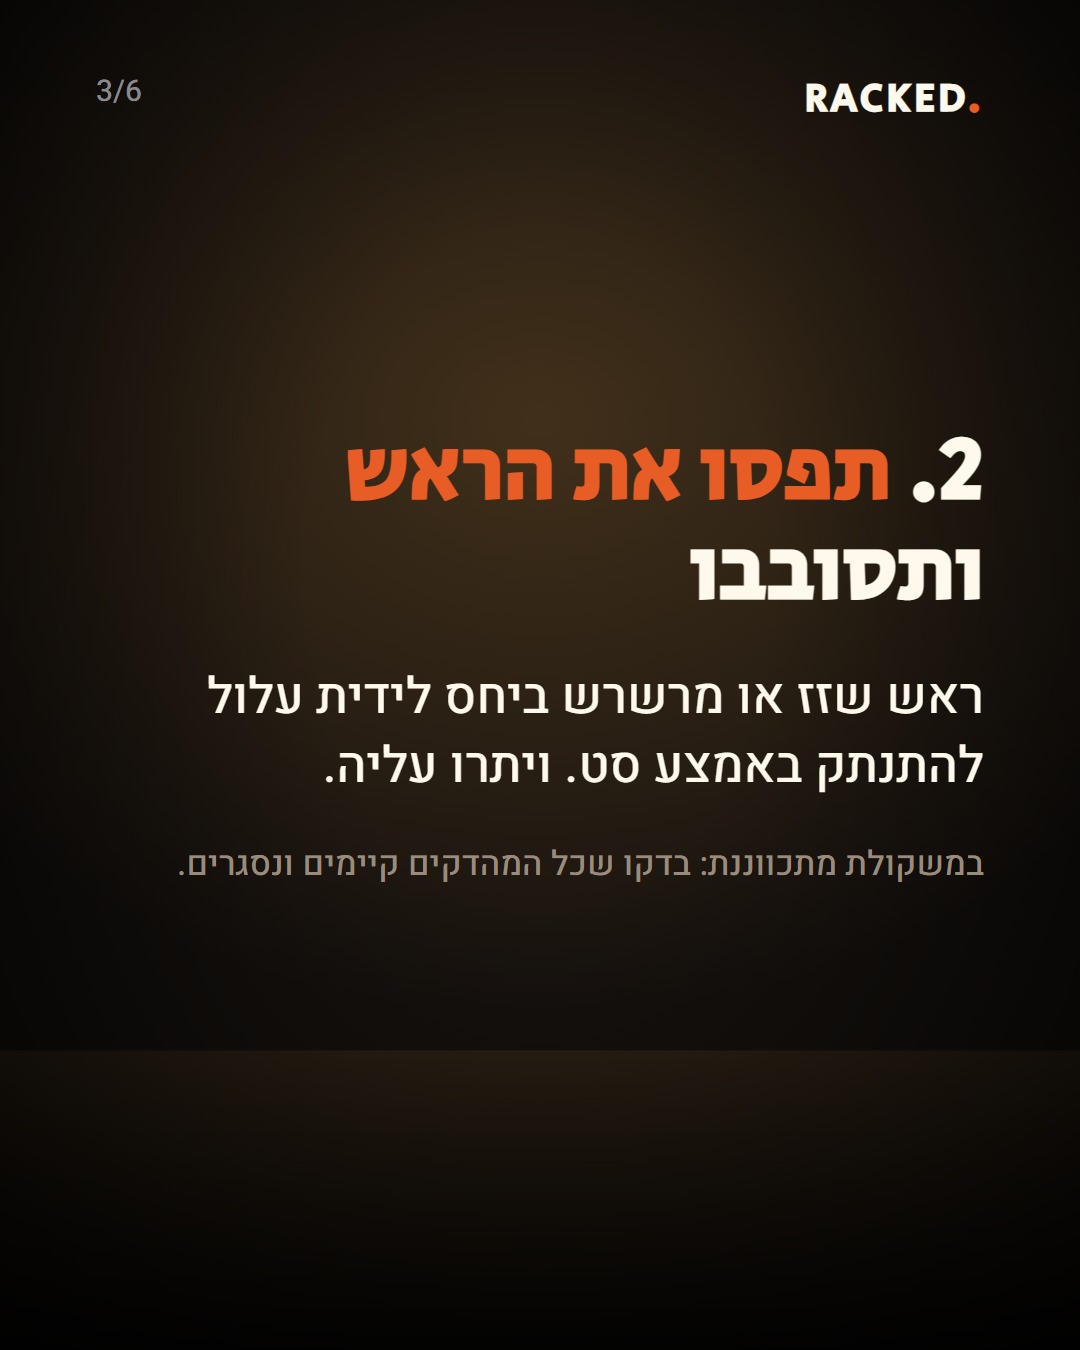 RACKED.
3/6
2. תפסו את הראש
ותסובבו
ראש שזז או מרשרש ביחס לידית עלול
להתנתק באמצע סט. ויתרו עליה.
במשקולת מתכווננת: בדקו שכל המהדקים קיימים ונסגרים.